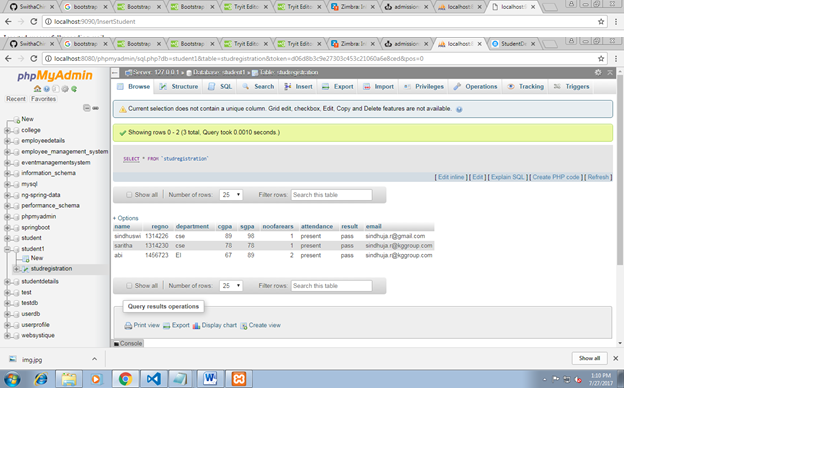 SwithaCh bootstrap Bootstrap Bootstrap Tryit Edito Tryit Edito Tryit Edito Zimbra: In admission localhost localhost:
localhost:9090/InsertStudent
SwithaCh bootstrap Bootstrap Bootstrap Tryit Edito Tryit Edito Tryit Edito Zimbra: In admission localhost StudentD
localhost:8080/phpmyadmin/sql.php?db=student1&table=studregistration&token=d06d8b3c9e27303c453c21060a6e8ced&pos=0
phpMyAdmin
Recent Favorites
New
college
employeedetails
employee_management_system
eventmanagementsystem
information_schema
mysql
ng-spring-data
performance_schema
phpmyadmin
springboot
student
student1
New
studregistration
studentdetails
test
testdb
userdb
userprofile
websystique
Server: 127.0.0.1 » Database: student1 » Table: studregistration
Browse Structure SQL Search Insert Export Import Privileges Operations Tracking Triggers
Current selection does not contain a unique column. Grid edit, checkbox, Edit, Copy and Delete features are not available.
Showing rows 0 - 2 (3 total, Query took 0.0010 seconds.)
SELECT * FROM `studregistration`
[ Edit inline ] [ Edit ] [ Explain SQL ] [ Create PHP code ] [ Refresh ]
Show all Number of rows: 25 Filter rows: Search this table
+ Options
name regno department cgpa sgpa noofarears attendance result email
sindhuswi 1314226 cse 89 98 1 present pass sindhuja.r@gmail.com
saritha 1314230 cse 78 78 1 present pass sindhuja.r@kggroup.com
abi 1456723 EI 67 89 2 present pass sindhuja.r@kggroup.com
Show all Number of rows: 25 Filter rows: Search this table
Query results operations
Print view Export Display chart Create view
Console
img.jpg
Show all
1:10 PM
7/27/2017